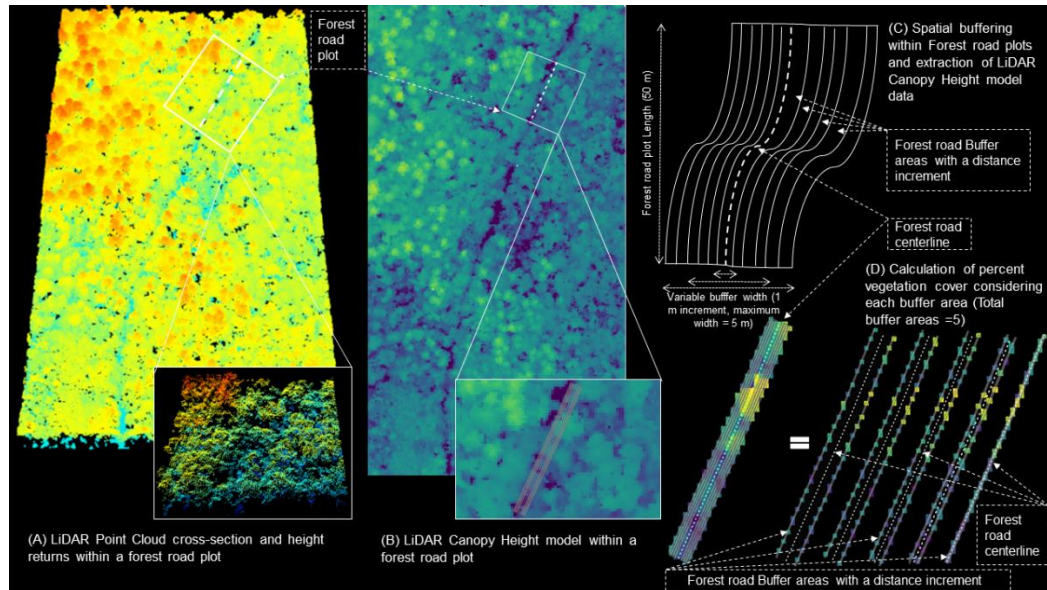 Forest
road
plot
(C) Spatial buffering
within Forest road plots
and extraction of LiDAR
Canopy Height model
data
Forest road plot Length (50 m)
Forest road Buffer
areas with a distance
increment
Forest road
centerline
Variable bufffer width (1
m increment, maximum
width = 5 m)
(D) Calculation of percent
vegetation cover considering
each buffer area (Total
buffer areas =5)
=
Forest
road
centerline
Forest road Buffer areas with a distance increment
(A) LiDAR Point Cloud cross-section and height
returns within a forest road plot
(B) LiDAR Canopy Height model within a
forest road plot